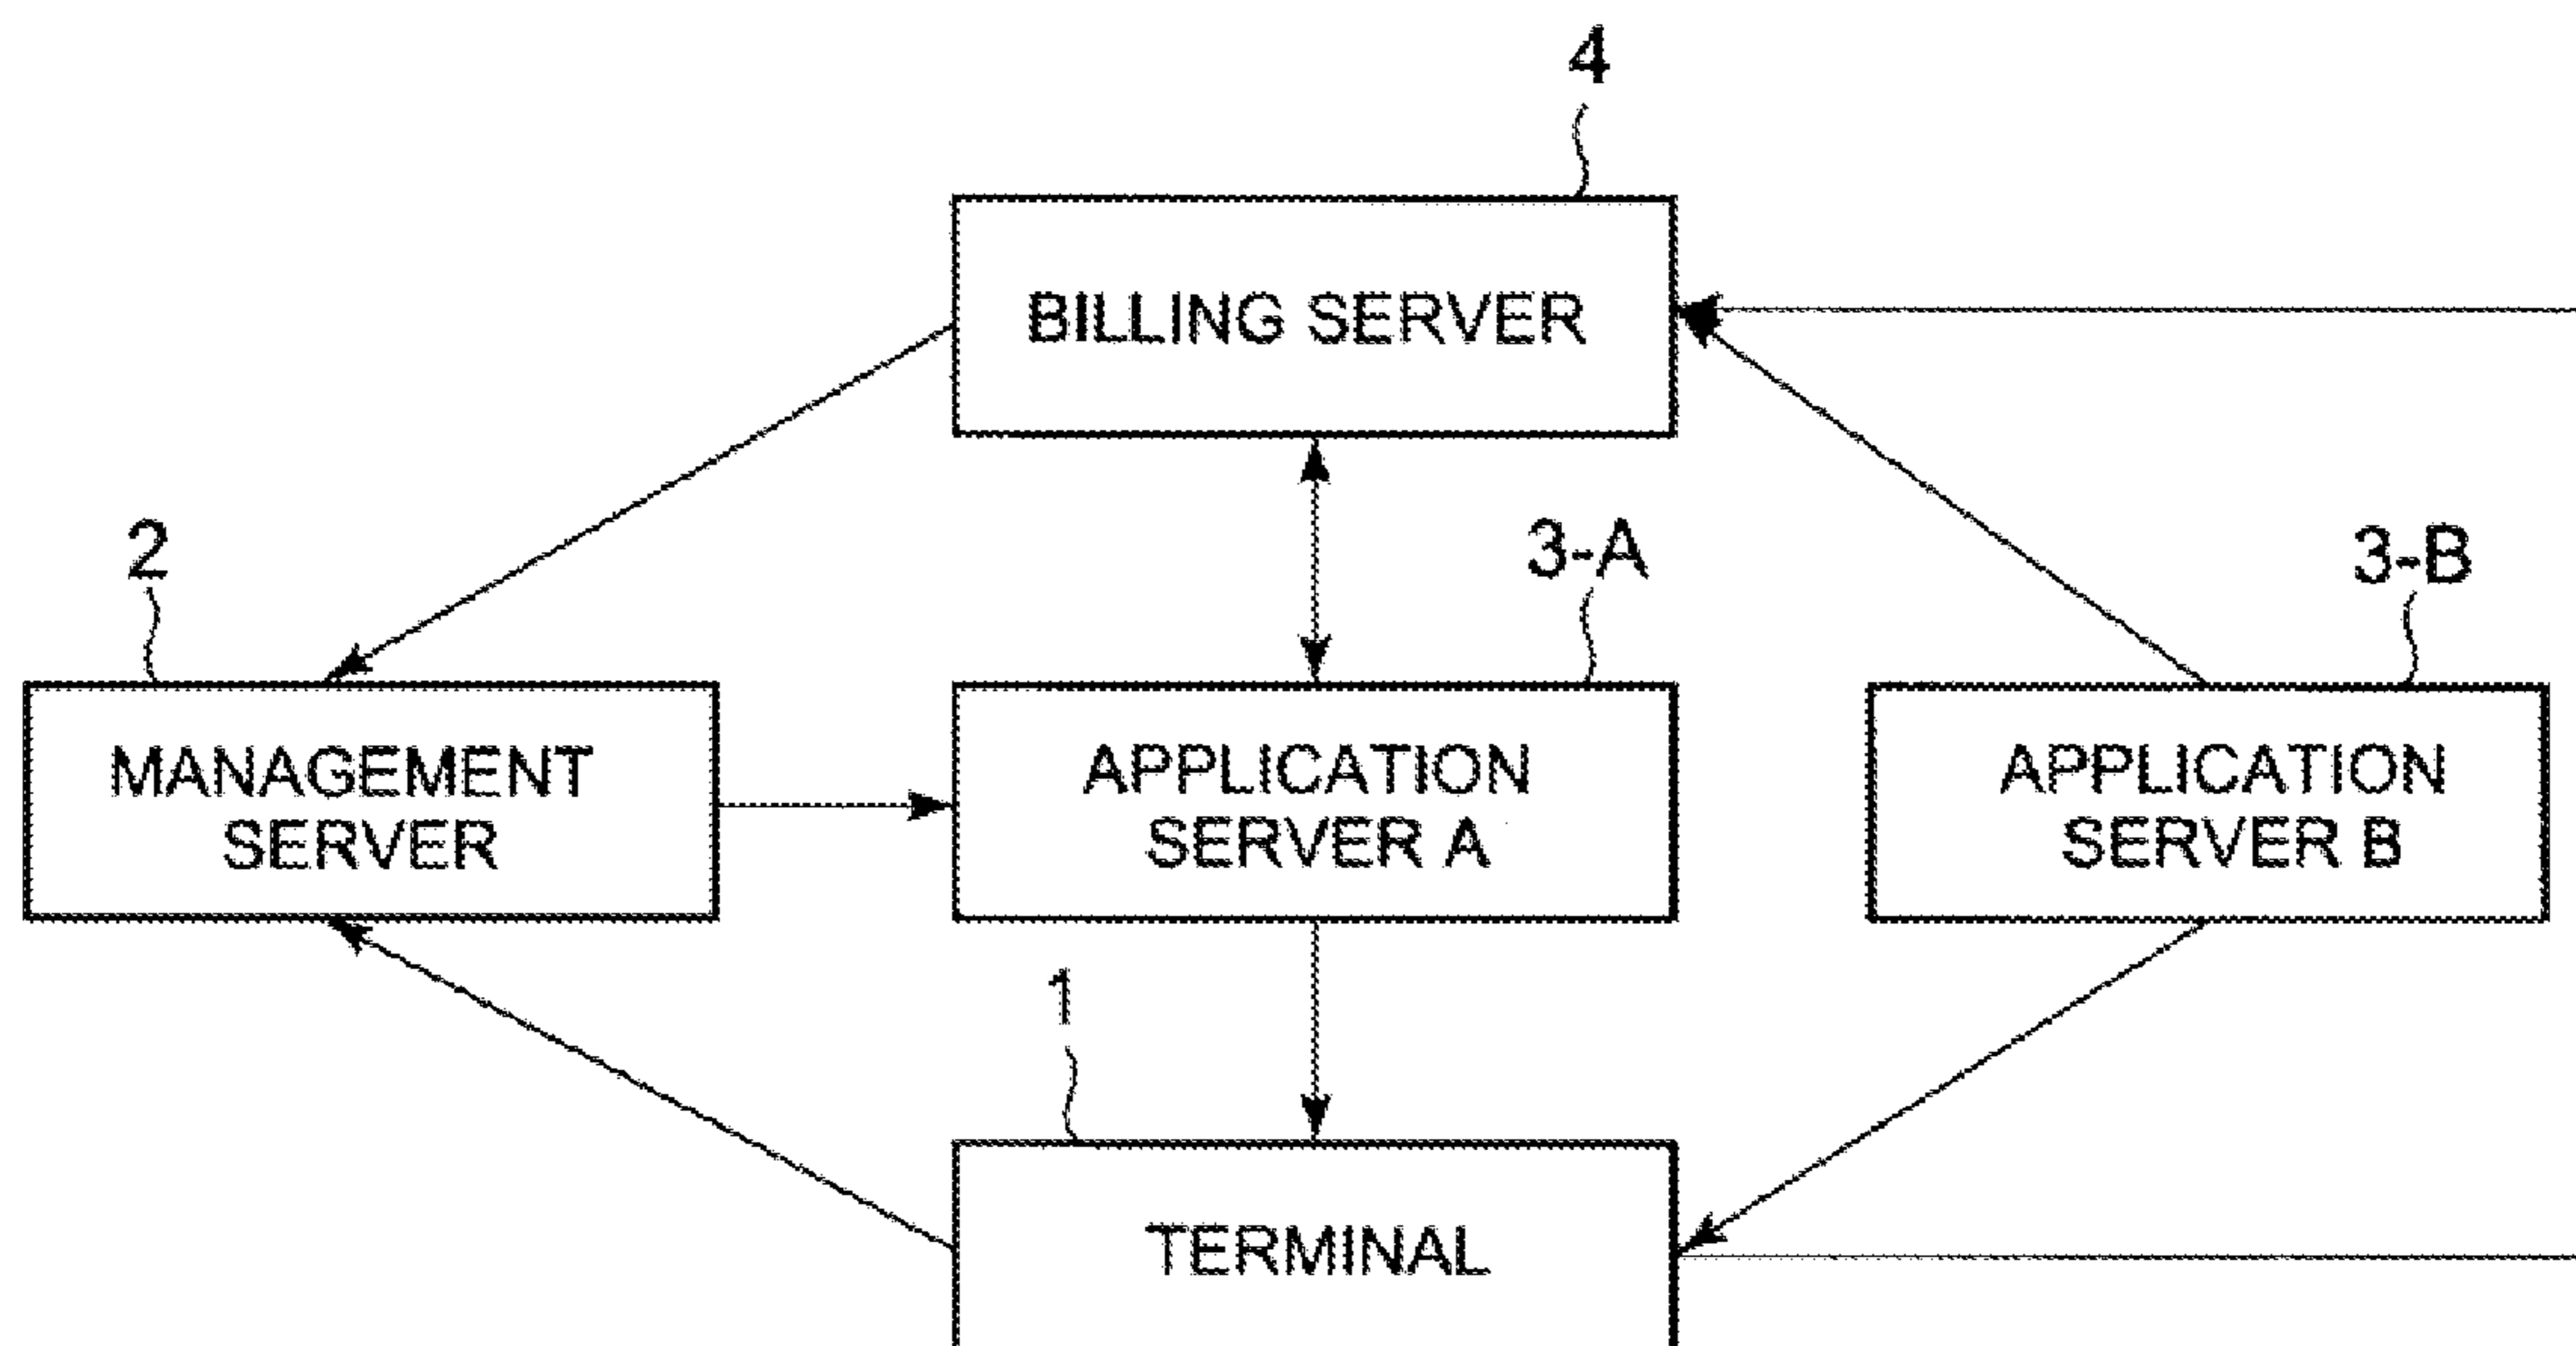 4
BILLING SERVER
2
3-A
3-B
MANAGEMENT
SERVER
APPLICATION
SERVER A
APPLICATION
SERVER B
1
TERMINAL